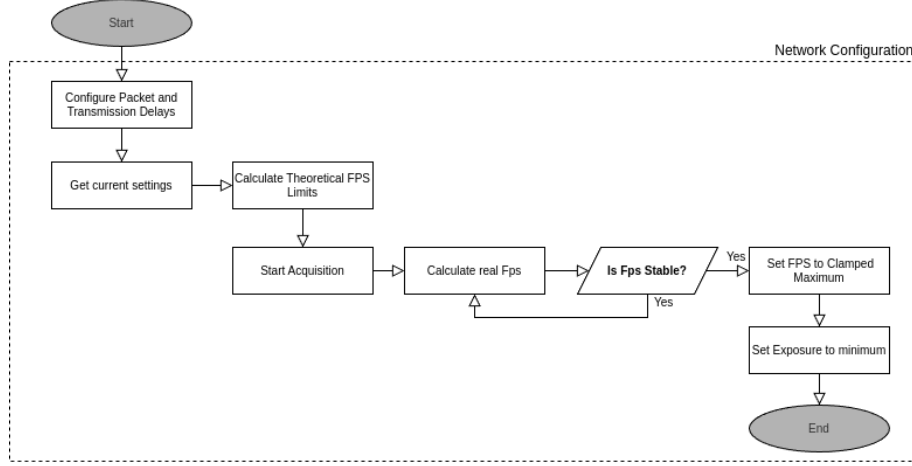 Start
Network Configuration
Configure Packet and
Transmission Delays
Get current settings
Calculate Theoretical FPS
Limits
Start Acquisition
Calculate real Fps
Is Fps Stable?
Yes
Yes
Set FPS to Clamped
Maximum
Set Exposure to minimum
End